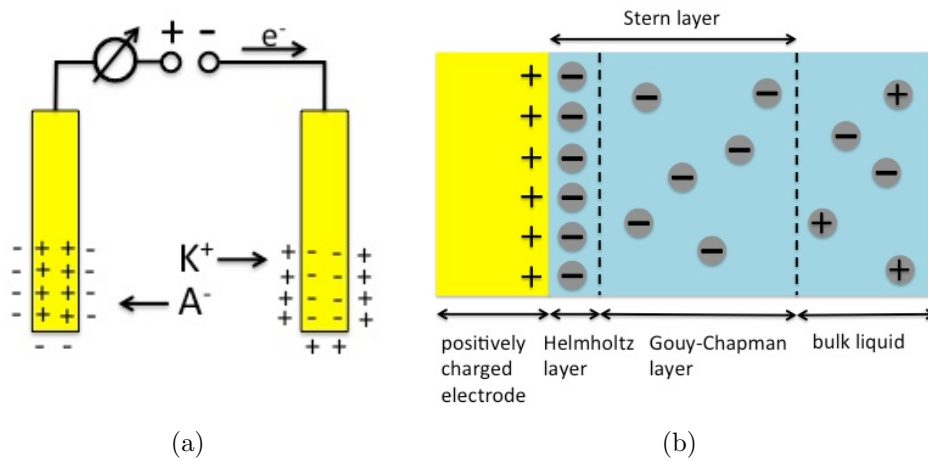 + -
e⁻
K⁺
A⁻
(a)
Stern layer
positively charged electrode
Helmholtz layer
Gouy-Chapman layer
bulk liquid
(b)